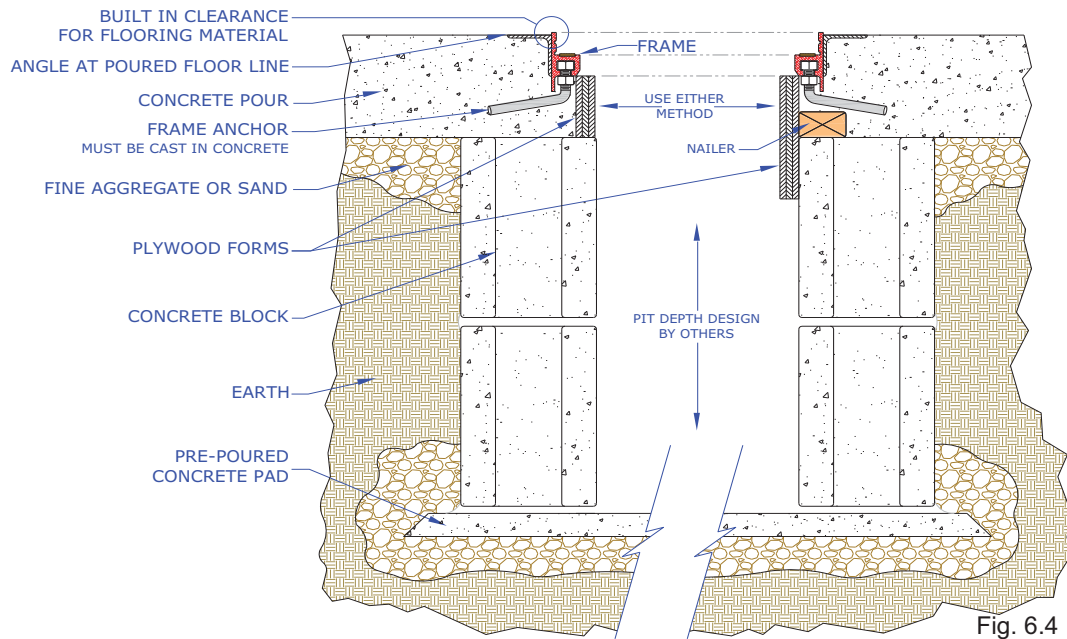 BUILT IN CLEARANCE
FOR FLOORING MATERIAL
FRAME
ANGLE AT POURED FLOOR LINE
CONCRETE POUR
USE EITHER
METHOD
FRAME ANCHOR
MUST BE CAST IN CONCRETE
NAILER
FINE AGGREGATE OR SAND
PLYWOOD FORMS
CONCRETE BLOCK
PIT DEPTH DESIGN
BY OTHERS
EARTH
PRE-POURED
CONCRETE PAD
Fig. 6.4